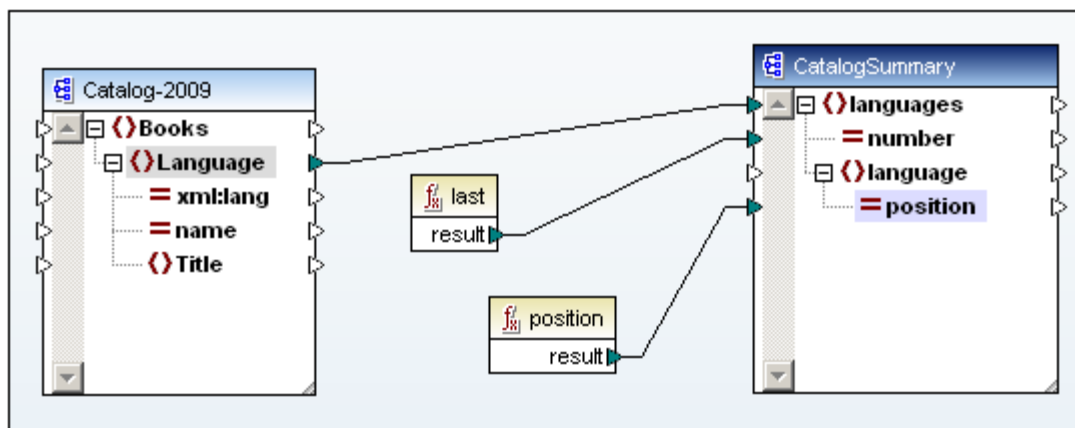 Catalog-2009
Books
Language
= xml:lang
= name
Title
last
result
position
result
CatalogSummary
languages
= number
language
= position